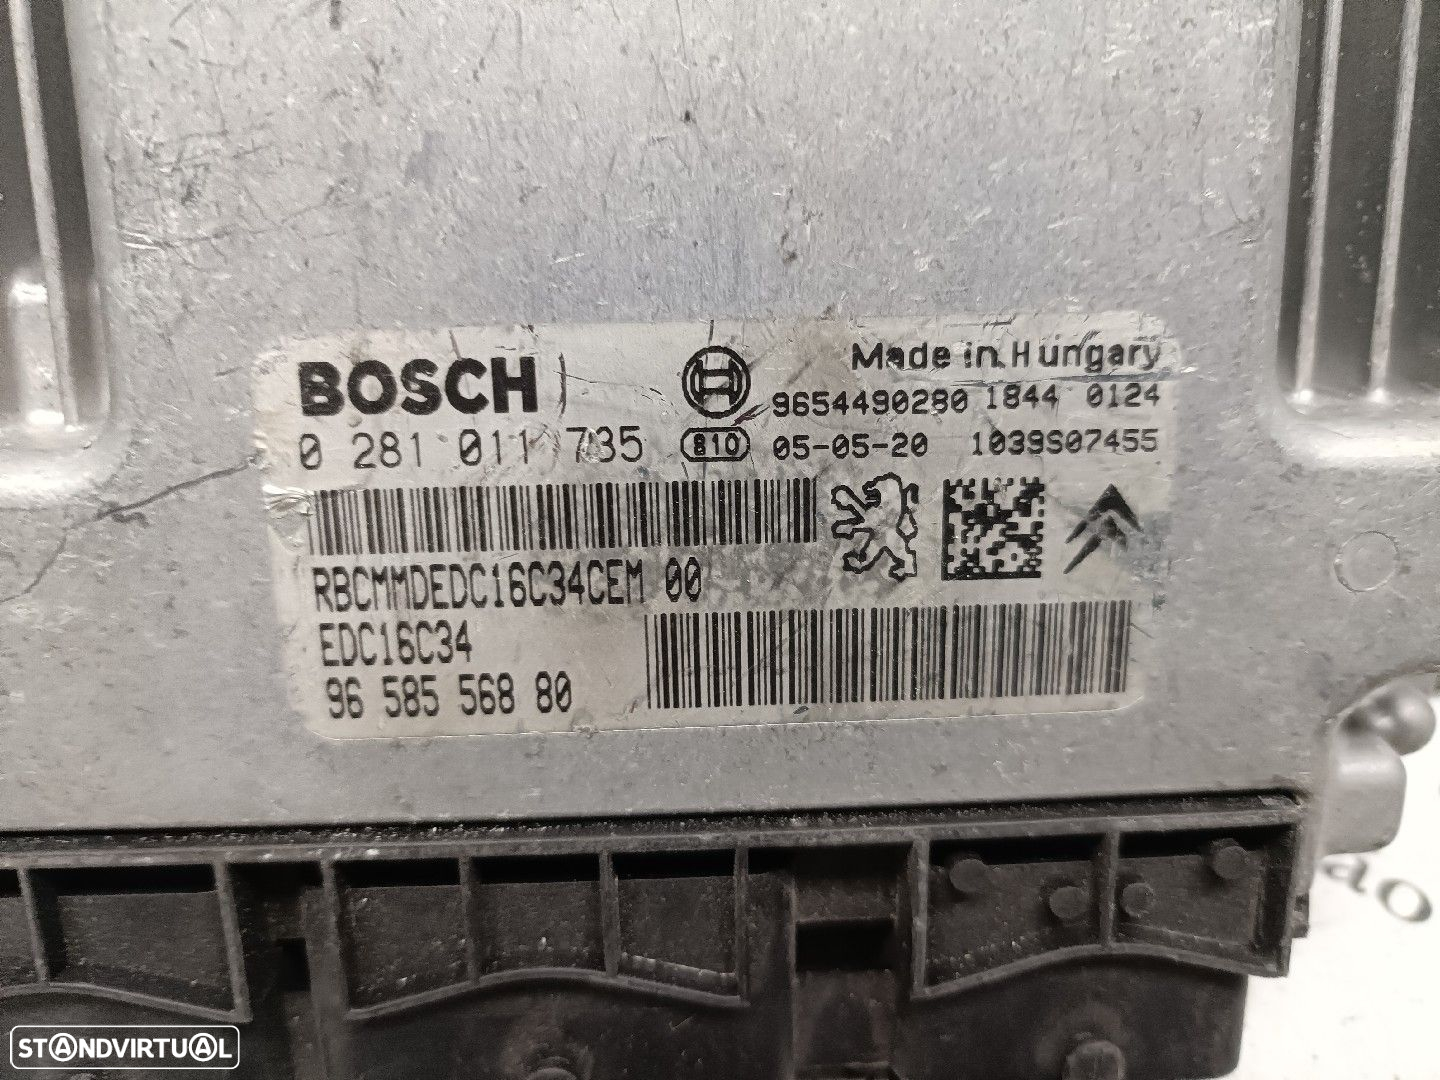 BOSCH
Made in Hungary
9654490280 1844 0124
0 281 011 735
810
05-05-20 1039S07455
RBCMMDEDC16C34CEM 00
EDC16C34
96 585 568 80
STANDVIRTUAL